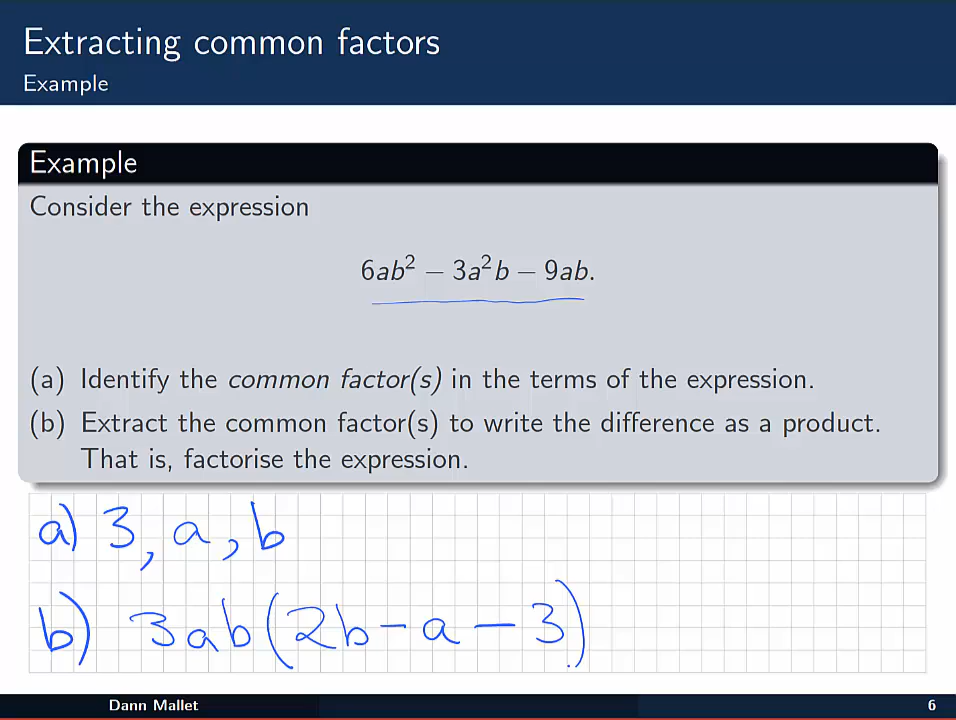 Extracting common factors
Example
Example
Consider the expression
6ab² − 3a²b − 9ab.
(a) Identify the common factor(s) in the terms of the expression.
(b) Extract the common factor(s) to write the difference as a product.
That is, factorise the expression.
a) 3, a, b
b) 3ab(2b − a − 3)
Dann Mallet 6